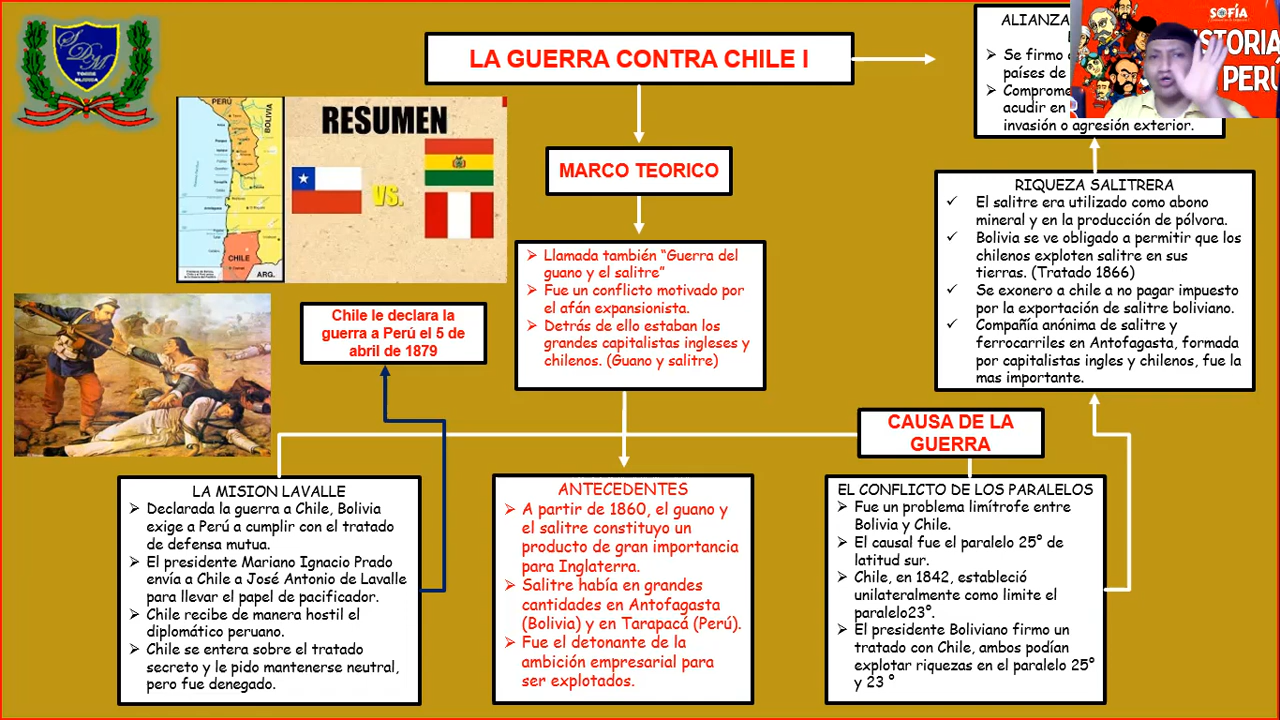 LA GUERRA CONTRA CHILE I
MARCO TEORICO
➢ Llamada también “Guerra del
guano y el salitre”
➢ Fue un conflicto motivado por
el afán expansionista.
➢ Detrás de ello estaban los
grandes capitalistas ingleses y
chilenos. (Guano y salitre)
RESUMEN
VS.
PERÚ
BOLIVIA
CHILE
ARG.
Chile le declara la
guerra a Perú el 5 de
abril de 1879
LA MISION LAVALLE
➢ Declarada la guerra a Chile, Bolivia
exige a Perú a cumplir con el tratado
de defensa mutua.
➢ El presidente Mariano Ignacio Prado
envía a Chile a José Antonio de Lavalle
para llevar el papel de pacificador.
➢ Chile recibe de manera hostil el
diplomático peruano.
➢ Chile se entera sobre el tratado
secreto y le pido mantenerse neutral,
pero fue denegado.
ANTECEDENTES
➢ A partir de 1860, el guano y
el salitre constituyo un
producto de gran importancia
para Inglaterra.
➢ Salitre había en grandes
cantidades en Antofagasta
(Bolivia) y en Tarapacá (Perú).
➢ Fue el detonante de la
ambición empresarial para
ser explotados.
CAUSA DE LA
GUERRA
EL CONFLICTO DE LOS PARALELOS
➢ Fue un problema limítrofe entre
Bolivia y Chile.
➢ El causal fue el paralelo 25° de
latitud sur.
➢ Chile, en 1842, estableció
unilateralmente como limite el
paralelo23°.
➢ El presidente Boliviano firmo un
tratado con Chile, ambos podían
explotar riquezas en el paralelo 25°
y 23 °
RIQUEZA SALITRERA
✓ El salitre era utilizado como abono
mineral y en la producción de pólvora.
✓ Bolivia se ve obligado a permitir que los
chilenos exploten salitre en sus
tierras. (Tratado 1866)
✓ Se exonero a chile a no pagar impuesto
por la exportación de salitre boliviano.
✓ Compañía anónima de salitre y
ferrocarriles en Antofagasta, formada
por capitalistas ingles y chilenos, fue la
mas importante.
ALIANZA
➢ Se firmo
países de
➢ Comprome
acudir en
invasión o agresión exterior.
SOFÍA
ISTORIA
PERÚ
SDM
TORRE